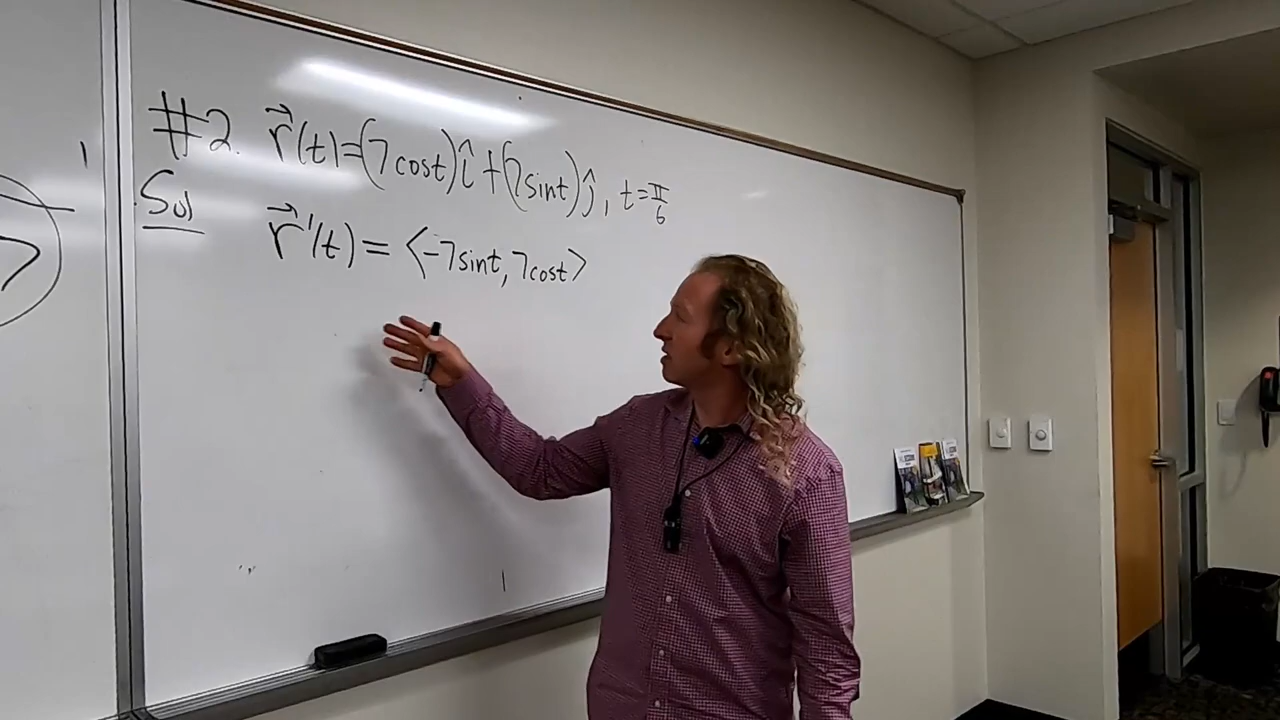 #2. r⃗(t)=(7cost)î+(7sint)ĵ, t=π/6
Sol
r⃗'(t)=⟨-7sint,7cost⟩